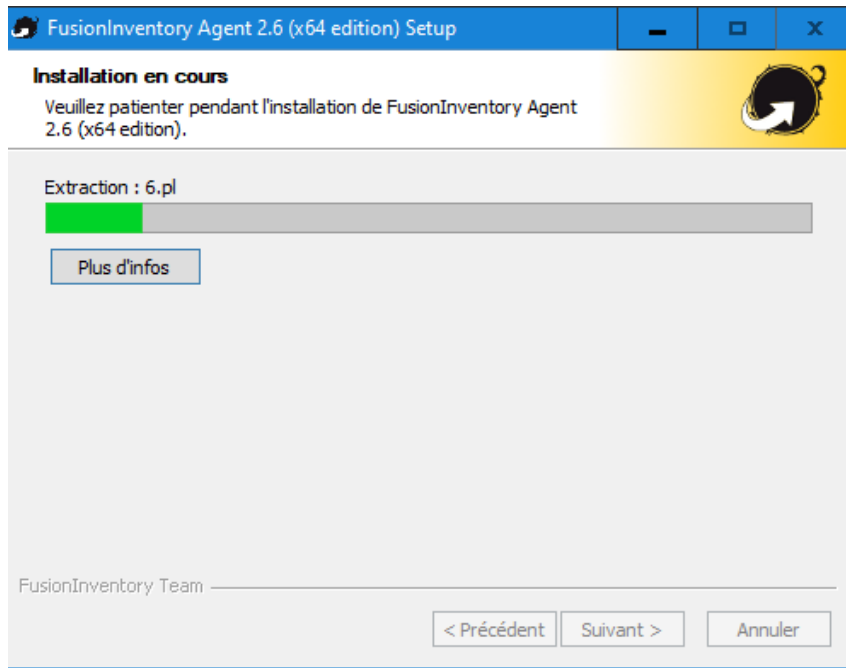 FusionInventory Agent 2.6 (x64 edition) Setup
Installation en cours
Veuillez patienter pendant l'installation de FusionInventory Agent
2.6 (x64 edition).
Extraction : 6.pl
Plus d'infos
FusionInventory Team
< Précédent Suivant > Annuler